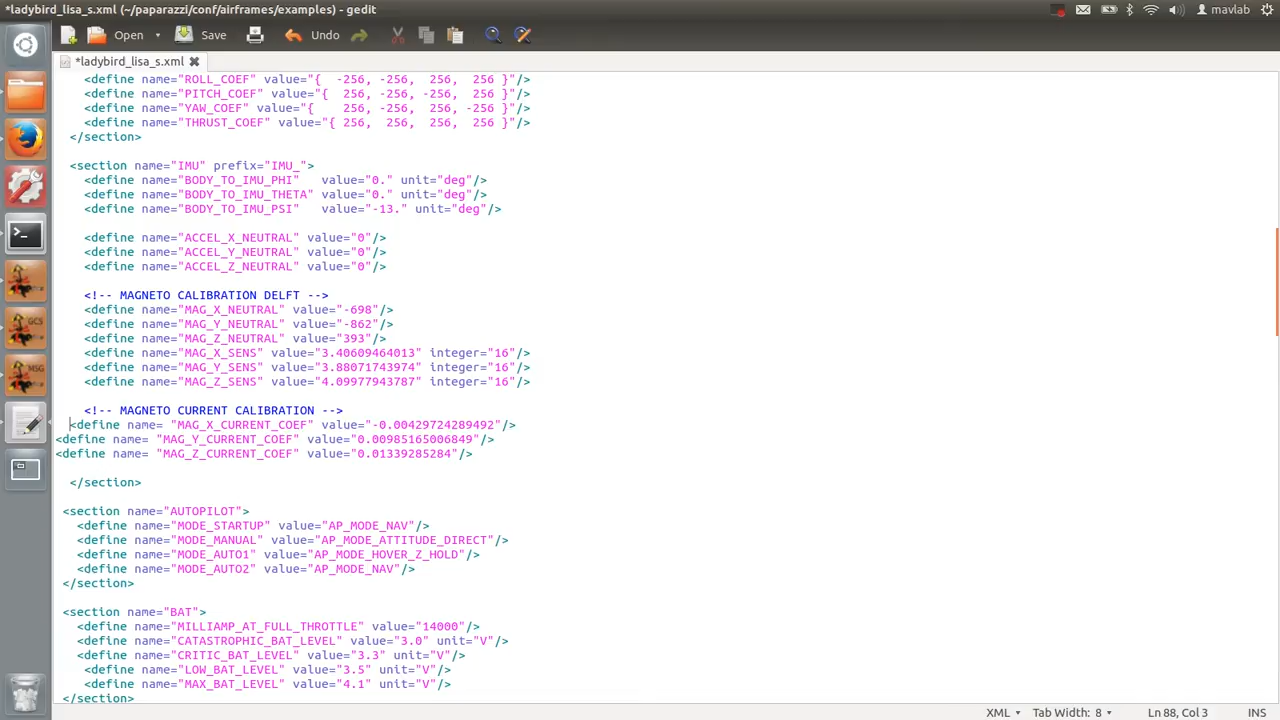 *ladybird_lisa_s.xml (~/paparazzi/conf/airframes/examples) - gedit
mavlab
Open Save Undo
*ladybird_lisa_s.xml
<define name="ROLL_COEF" value="{  -256, -256,  256,  256 }"/>
<define name="PITCH_COEF" value="{  256, -256, -256,  256 }"/>
<define name="YAW_COEF" value="{    256, -256,  256, -256 }"/>
<define name="THRUST_COEF" value="{ 256,  256,  256,  256 }"/>
</section>
<section name="IMU" prefix="IMU_">
<define name="BODY_TO_IMU_PHI"   value="0." unit="deg"/>
<define name="BODY_TO_IMU_THETA" value="0." unit="deg"/>
<define name="BODY_TO_IMU_PSI"   value="-13." unit="deg"/>
<define name="ACCEL_X_NEUTRAL" value="0"/>
<define name="ACCEL_Y_NEUTRAL" value="0"/>
<define name="ACCEL_Z_NEUTRAL" value="0"/>
<!-- MAGNETO CALIBRATION DELFT -->
<define name="MAG_X_NEUTRAL" value="-698"/>
<define name="MAG_Y_NEUTRAL" value="-862"/>
<define name="MAG_Z_NEUTRAL" value="393"/>
<define name="MAG_X_SENS" value="3.40609464013" integer="16"/>
<define name="MAG_Y_SENS" value="3.88071743974" integer="16"/>
<define name="MAG_Z_SENS" value="4.09977943787" integer="16"/>
<!-- MAGNETO CURRENT CALIBRATION -->
<define name= "MAG_X_CURRENT_COEF" value="-0.00429724289492"/>
<define name= "MAG_Y_CURRENT_COEF" value="0.00985165006849"/>
<define name= "MAG_Z_CURRENT_COEF" value="0.01339285284"/>
</section>
<section name="AUTOPILOT">
<define name="MODE_STARTUP" value="AP_MODE_NAV"/>
<define name="MODE_MANUAL" value="AP_MODE_ATTITUDE_DIRECT"/>
<define name="MODE_AUTO1" value="AP_MODE_HOVER_Z_HOLD"/>
<define name="MODE_AUTO2" value="AP_MODE_NAV"/>
</section>
<section name="BAT">
<define name="MILLIAMP_AT_FULL_THROTTLE" value="14000"/>
<define name="CATASTROPHIC_BAT_LEVEL" value="3.0" unit="V"/>
<define name="CRITIC_BAT_LEVEL" value="3.3" unit="V"/>
<define name="LOW_BAT_LEVEL" value="3.5" unit="V"/>
<define name="MAX_BAT_LEVEL" value="4.1" unit="V"/>
</section>
GCS
MSG
XML Tab Width: 8 Ln 88, Col 3 INS